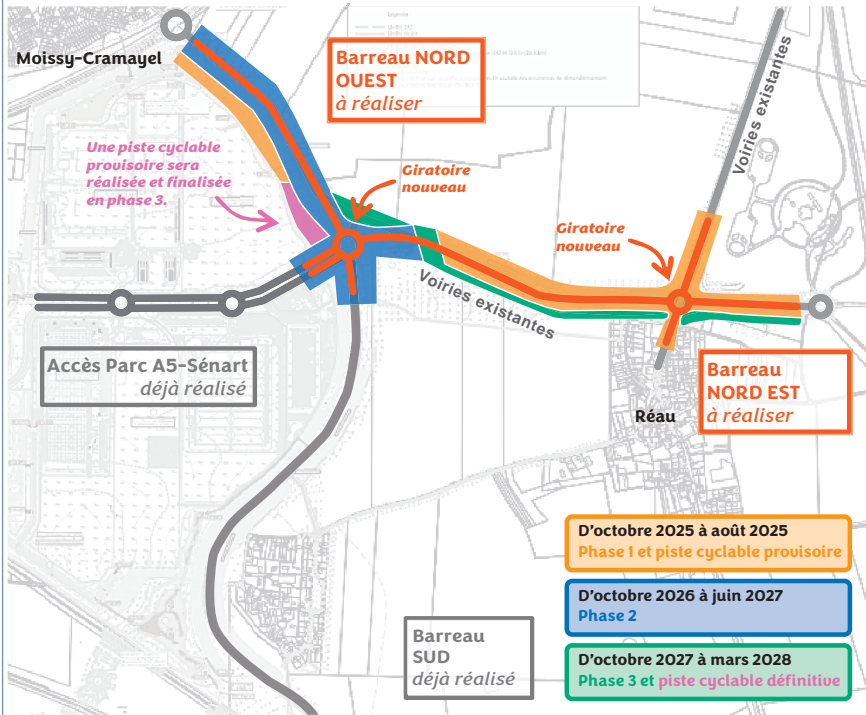 Moissy-Cramayel
Barreau NORD
OUEST
à réaliser
Une piste cyclable
provisoire sera
réalisée et finalisée
en phase 3.
Giratoire
nouveau
Giratoire
nouveau
Voiries existantes
Voiries existantes
Accès Parc A5-Sénart
déjà réalisé
Barreau
NORD EST
à réaliser
Réau
Barreau
SUD
déjà réalisé
D'octobre 2025 à août 2025
Phase 1 et piste cyclable provisoire
D'octobre 2026 à juin 2027
Phase 2
D'octobre 2027 à mars 2028
Phase 3 et piste cyclable définitive